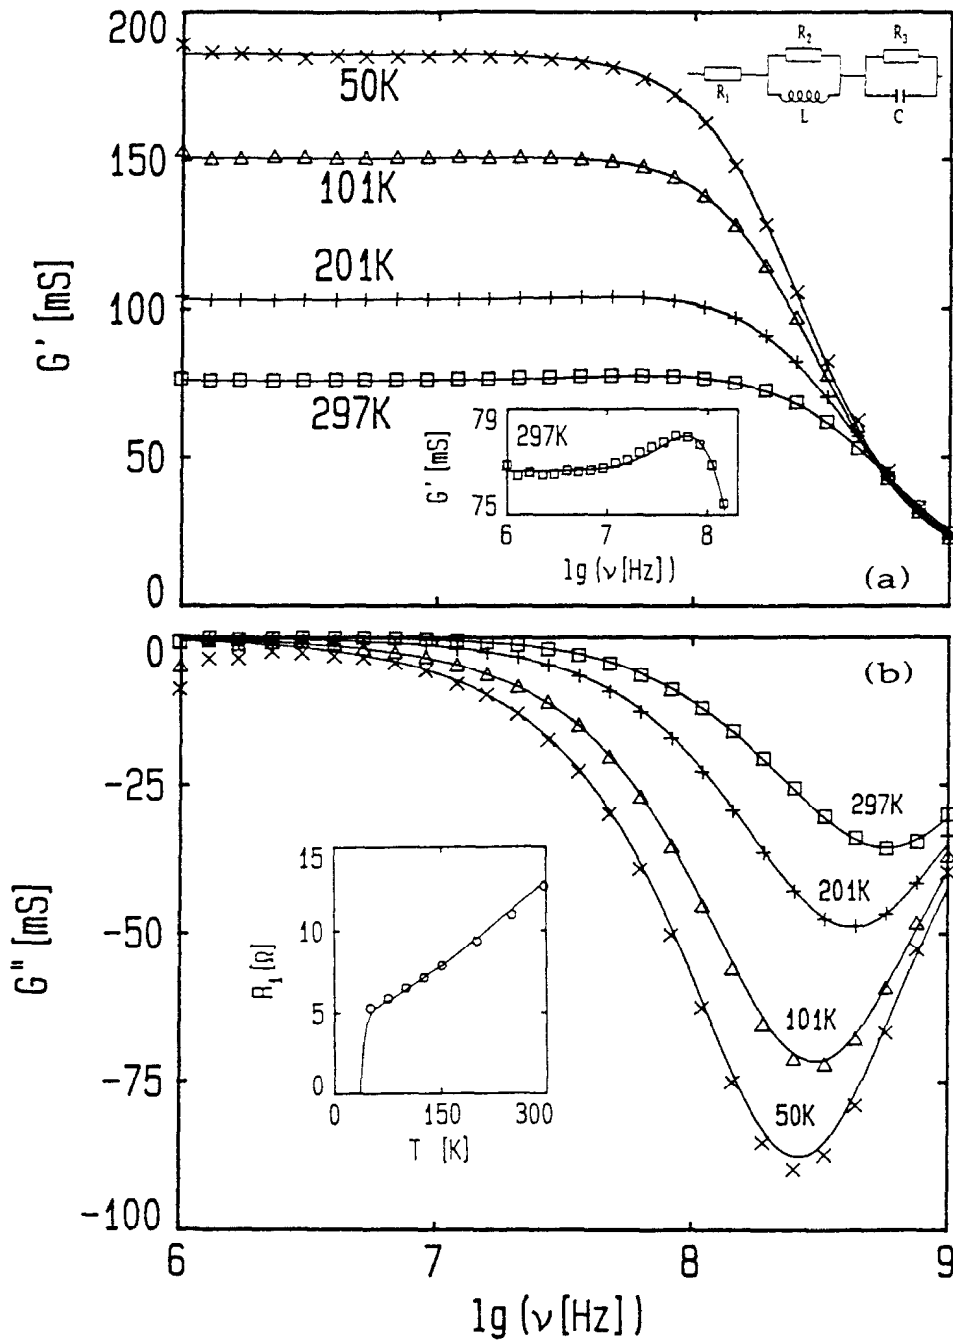 200
150
100
50
0
G' [mS]
50K
101K
201K
297K
R₁
R₂
L
R₃
C
79
75
G' [mS]
297K
6 7 8
lg (ν [Hz])
(a)
0
-25
-50
-75
-100
G" [mS]
(b)
297K
201K
101K
50K
15
10
5
0
R₁ [Ω]
0 150 300
T [K]
6 7 8 9
lg (ν [Hz])